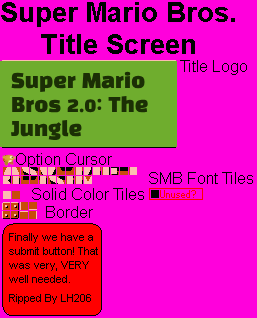 Super Mario Bros.
Title Screen
Title Logo
Super Mario
Bros 2.0: The
Jungle
Option Cursor
SMB Font Tiles
Solid Color Tiles
Unused?
Border
Finally we have a
submit button! That
was very, VERY
well needed.
Ripped By LH206